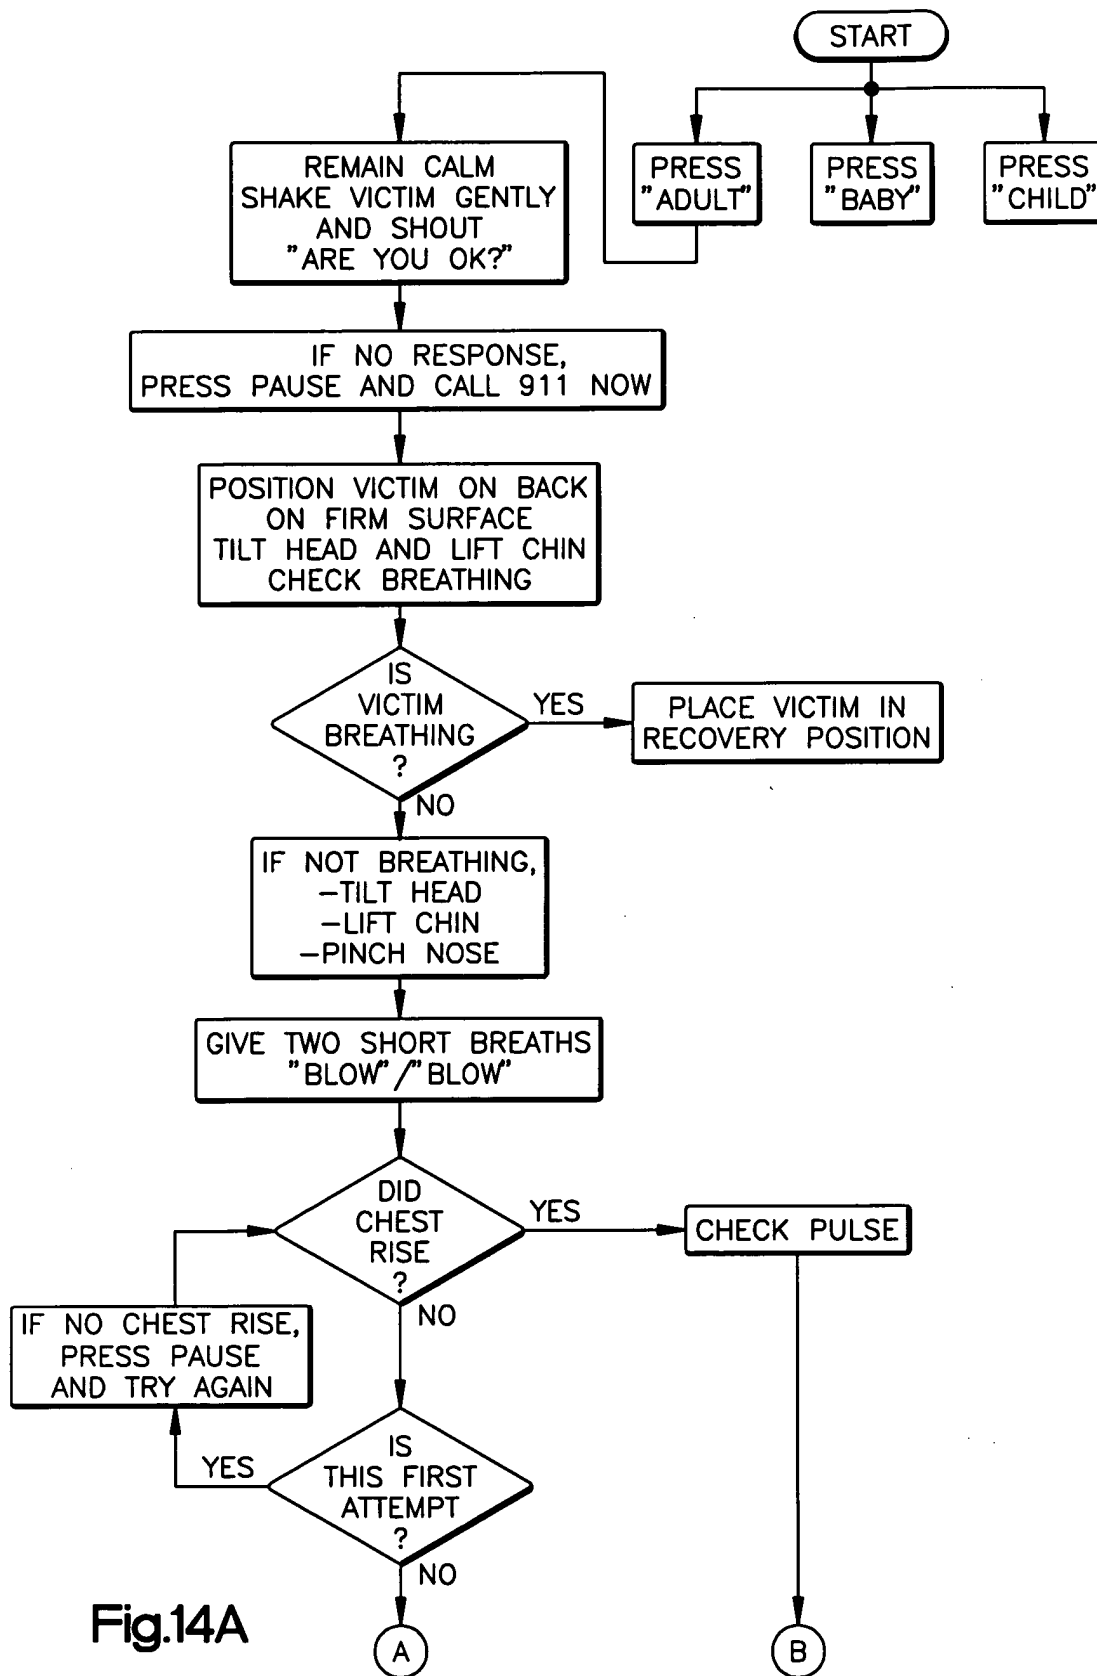 START
PRESS
"ADULT"
PRESS
"BABY"
PRESS
"CHILD"
REMAIN CALM
SHAKE VICTIM GENTLY
AND SHOUT
"ARE YOU OK?"
IF NO RESPONSE,
PRESS PAUSE AND CALL 911 NOW
POSITION VICTIM ON BACK
ON FIRM SURFACE
TILT HEAD AND LIFT CHIN
CHECK BREATHING
IS
VICTIM
BREATHING
?
YES
PLACE VICTIM IN
RECOVERY POSITION
NO
IF NOT BREATHING,
-TILT HEAD
-LIFT CHIN
-PINCH NOSE
GIVE TWO SHORT BREATHS
"BLOW"/"BLOW"
DID
CHEST
RISE
?
YES
CHECK PULSE
NO
IF NO CHEST RISE,
PRESS PAUSE
AND TRY AGAIN
IS
THIS FIRST
ATTEMPT
?
YES
NO
Fig.14A
A
B